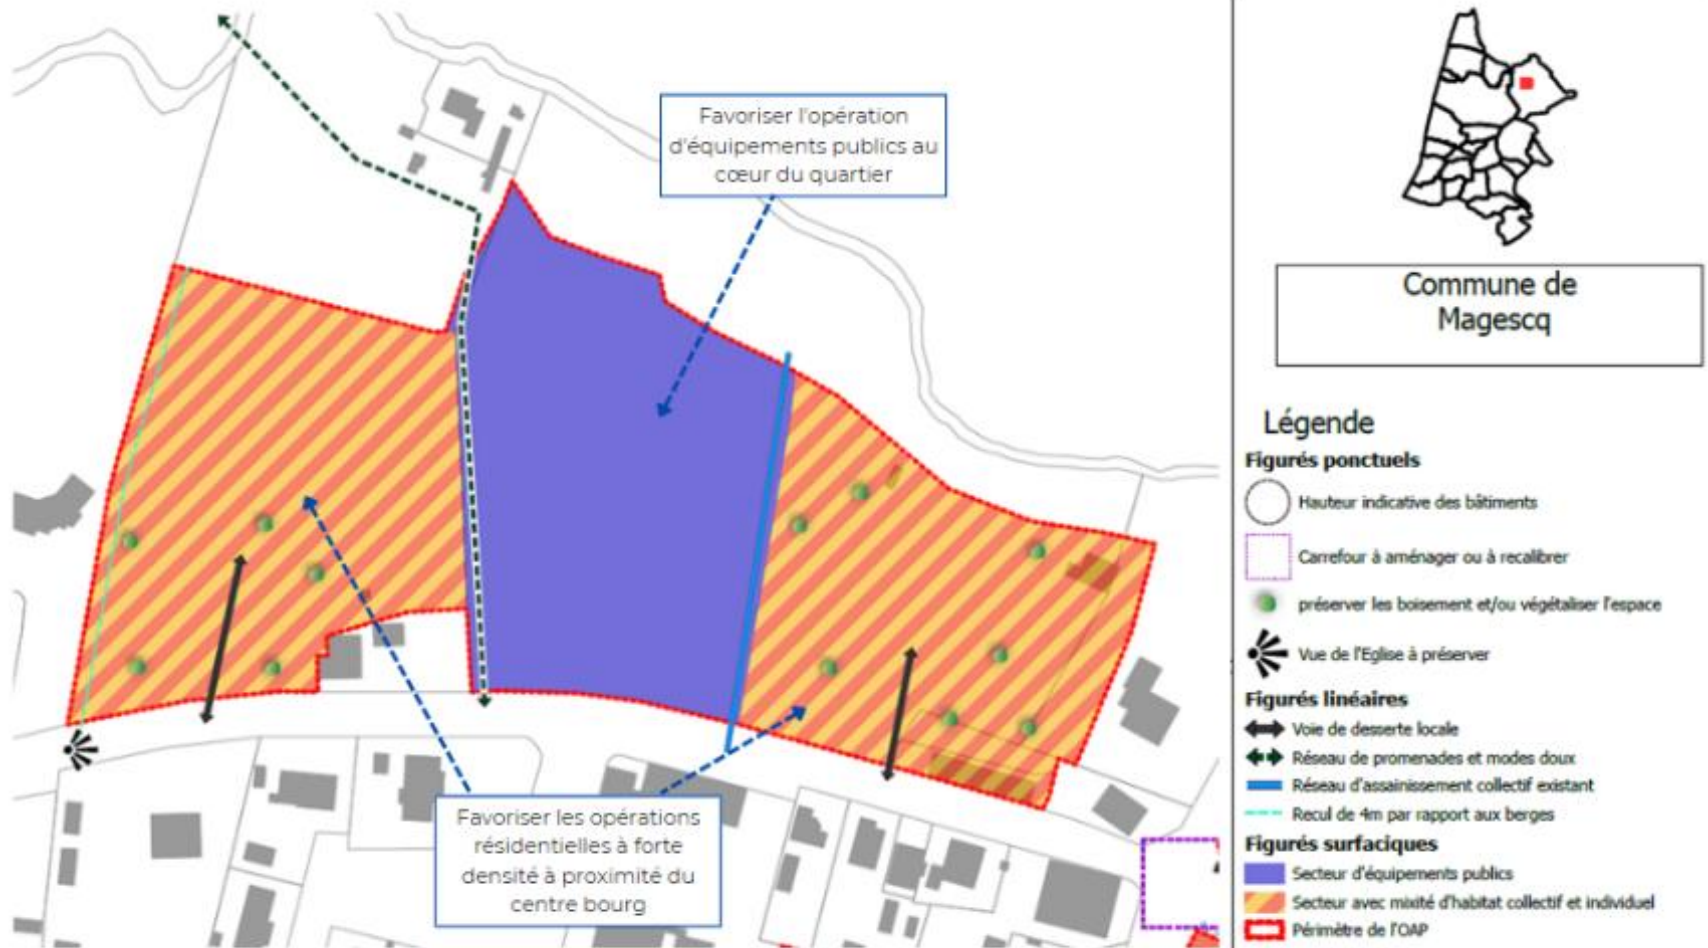 Favoriser l'opération
d'équipements publics au
cœur du quartier
Favoriser les opérations
résidentielles à forte
densité à proximité du
centre bourg
Commune de
Magescq
Légende
Figurés ponctuels
Hauteur indicative des bâtiments
Carrefour à aménager ou à recalibrer
préserver les boisement et/ou végétaliser l'espace
Vue de l'Eglise à préserver
Figurés linéaires
Voie de desserte locale
Réseau de promenades et modes doux
Réseau d'assainissement collectif existant
Recul de 4m par rapport aux berges
Figurés surfaciques
Secteur d'équipements publics
Secteur avec mixité d'habitat collectif et individuel
Périmètre de l'OAP